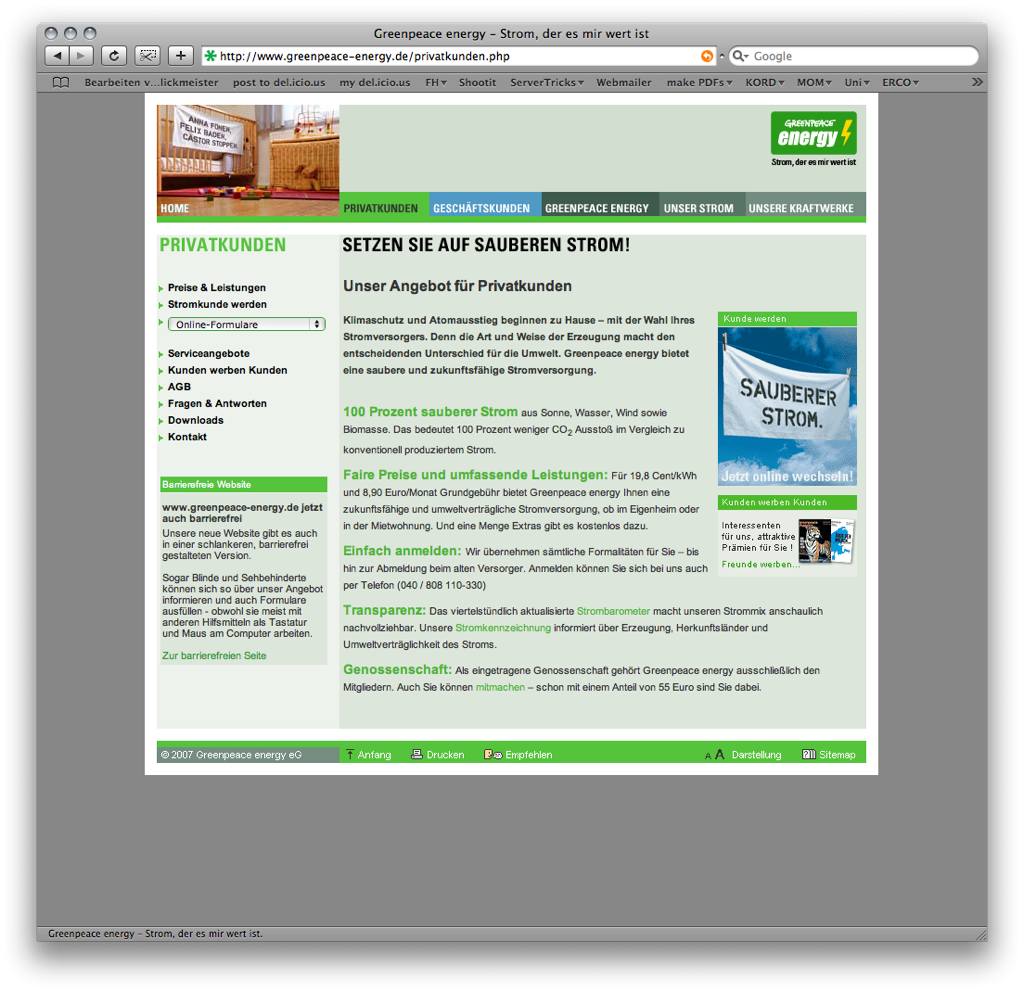 Greenpeace energy – Strom, der es mir wert ist
http://www.greenpeace-energy.de/privatkunden.php
Google
Bearbeiten v...lickmeister post to del.icio.us my del.icio.us FH Shootit ServerTricks Webmailer make PDFs KORD MOM Uni ERCO
ANNA FÖNEN,
FELIX BADEN,
CASTOR STOPPEN.
GREENPEACE
energy
Strom, der es mir wert ist
HOME PRIVATKUNDEN GESCHÄFTSKUNDEN GREENPEACE ENERGY UNSER STROM UNSERE KRAFTWERKE
PRIVATKUNDEN
Preise & Leistungen
Stromkunde werden
Online-Formulare
Serviceangebote
Kunden werben Kunden
AGB
Fragen & Antworten
Downloads
Kontakt
Barrierefreie Website
www.greenpeace-energy.de jetzt
auch barrierefrei
Unsere neue Website gibt es auch
in einer schlankeren, barrierefrei
gestalteten Version.
Sogar Blinde und Sehbehinderte
können sich so über unser Angebot
informieren und auch Formulare
ausfüllen - obwohl sie meist mit
anderen Hilfsmitteln als Tastatur
und Maus am Computer arbeiten.
Zur barrierefreien Seite
SETZEN SIE AUF SAUBEREN STROM!
Unser Angebot für Privatkunden
Klimaschutz und Atomausstieg beginnen zu Hause – mit der Wahl Ihres
Stromversorgers. Denn die Art und Weise der Erzeugung macht den
entscheidenden Unterschied für die Umwelt. Greenpeace energy bietet
eine saubere und zukunftsfähige Stromversorgung.
100 Prozent sauberer Strom aus Sonne, Wasser, Wind sowie
Biomasse. Das bedeutet 100 Prozent weniger CO2 Ausstoß im Vergleich zu
konventionell produziertem Strom.
Faire Preise und umfassende Leistungen: Für 19,8 Cent/kWh
und 8,90 Euro/Monat Grundgebühr bietet Greenpeace energy Ihnen eine
zukunftsfähige und umweltverträgliche Stromversorgung, ob im Eigenheim oder
in der Mietwohnung. Und eine Menge Extras gibt es kostenlos dazu.
Einfach anmelden: Wir übernehmen sämtliche Formalitäten für Sie – bis
hin zur Abmeldung beim alten Versorger. Anmelden können Sie sich bei uns auch
per Telefon (040 / 808 110-330)
Transparenz: Das viertelstündlich aktualisierte Strombarometer macht unseren Strommix anschaulich
nachvollziehbar. Unsere Stromkennzeichnung informiert über Erzeugung, Herkunftsländer und
Umweltverträglichkeit des Stroms.
Genossenschaft: Als eingetragene Genossenschaft gehört Greenpeace energy ausschließlich den
Mitgliedern. Auch Sie können mitmachen – schon mit einem Anteil von 55 Euro sind Sie dabei.
Kunde werden
SAUBERER
STROM.
Jetzt online wechseln!
Kunden werben Kunden
Interessenten
für uns, attraktive
Prämien für Sie !
Freunde werben...
© 2007 Greenpeace energy eG Anfang Drucken Empfehlen A A Darstellung Sitemap
Greenpeace energy – Strom, der es mir wert ist.